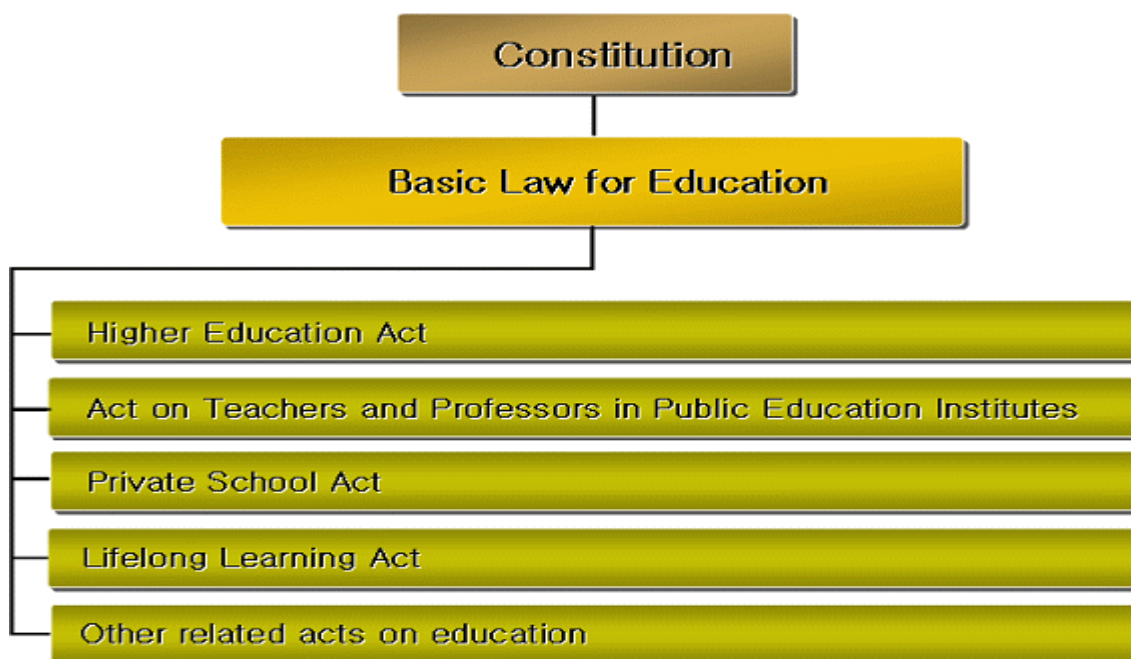 Constitution
Basic Law for Education
Higher Education Act
Act on Teachers and Professors in Public Education Institutes
Private School Act
Lifelong Learning Act
Other related acts on education